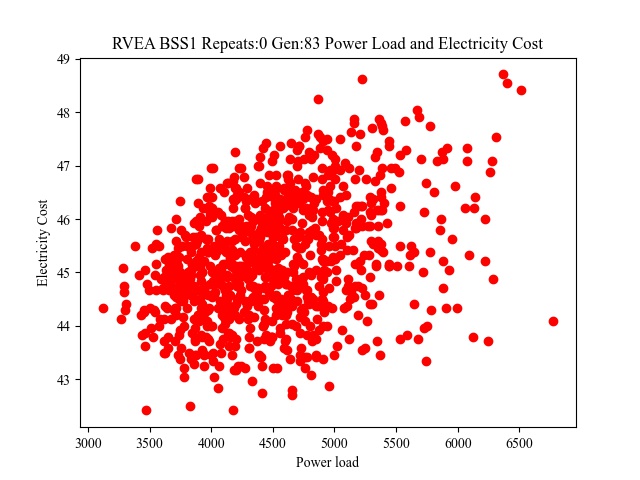 RVEA BSS1 Repeats:0 Gen:83 Power Load and Electricity Cost
49
48
47
46
45
44
43
Electricity Cost
3000 3500 4000 4500 5000 5500 6000 6500
Power load